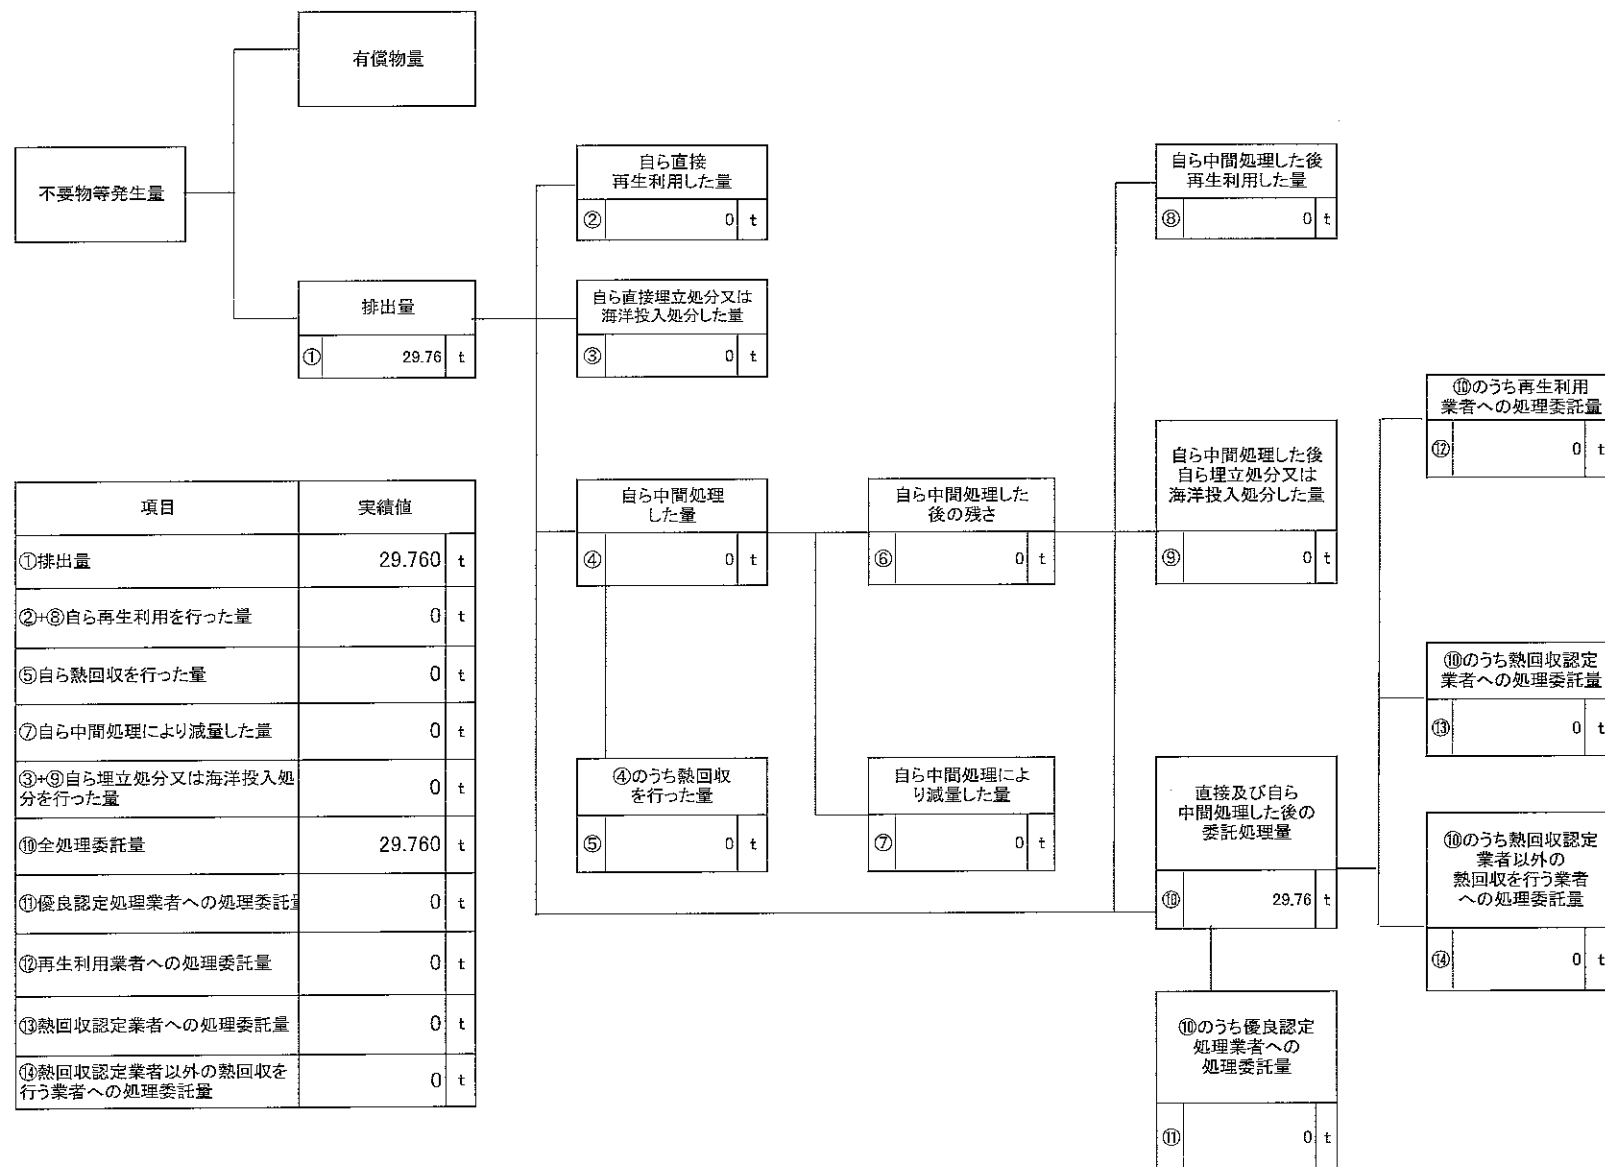 有償物量
不要物等発生量
排出量
① 29.76 t
自ら直接
再生利用した量
② 0 t
自ら直接埋立処分又は
海洋投入処分した量
③ 0 t
自ら中間処理
した量
④ 0 t
④のうち熱回収
を行った量
⑤ 0 t
自ら中間処理した
後の残さ
⑥ 0 t
自ら中間処理によ
り減量した量
⑦ 0 t
自ら中間処理した後
再生利用した量
⑧ 0 t
自ら中間処理した後
自ら埋立処分又は
海洋投入処分した量
⑨ 0 t
直接及び自ら
中間処理した後の
委託処理量
⑩ 29.76 t
⑩のうち優良認定
処理業者への
処理委託量
⑪ 0 t
⑩のうち再生利用
業者への処理委託量
⑫ 0 t
⑩のうち熱回収認定
業者への処理委託量
⑬ 0 t
⑩のうち熱回収認定
業者以外の
熱回収を行う業者
への処理委託量
⑭ 0 t
項目 実績値
①排出量 29.760 t
②+⑧自ら再生利用を行った量 0 t
⑤自ら熱回収を行った量 0 t
⑦自ら中間処理により減量した量 0 t
③+⑨自ら埋立処分又は海洋投入処
分を行った量 0 t
⑩全処理委託量 29.760 t
⑪優良認定処理業者への処理委託量 0 t
⑫再生利用業者への処理委託量 0 t
⑬熱回収認定業者への処理委託量 0 t
⑭熱回収認定業者以外の熱回収を
行う業者への処理委託量 0 t